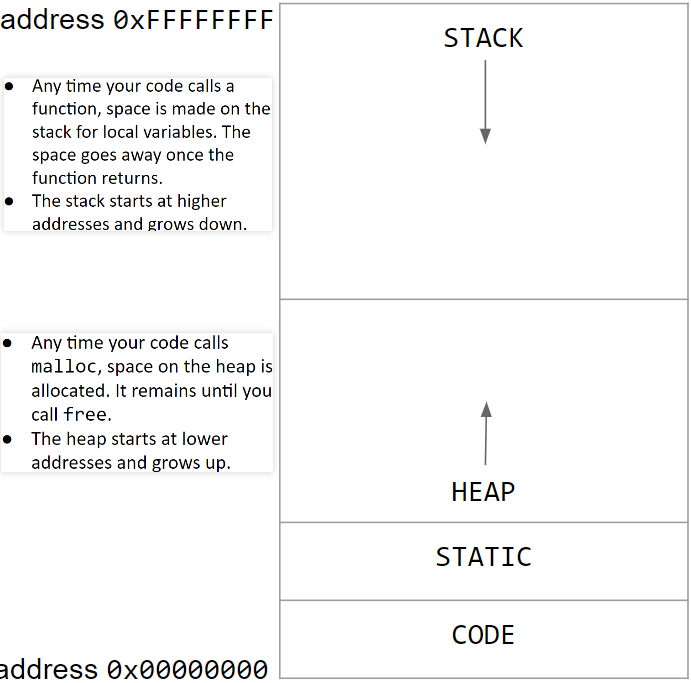 address 0xFFFFFFFF
STACK
● Any time your code calls a
function, space is made on the
stack for local variables. The
space goes away once the
function returns.
● The stack starts at higher
addresses and grows down.
● Any time your code calls
malloc, space on the heap is
allocated. It remains until you
call free.
● The heap starts at lower
addresses and grows up.
HEAP
STATIC
CODE
address 0x00000000